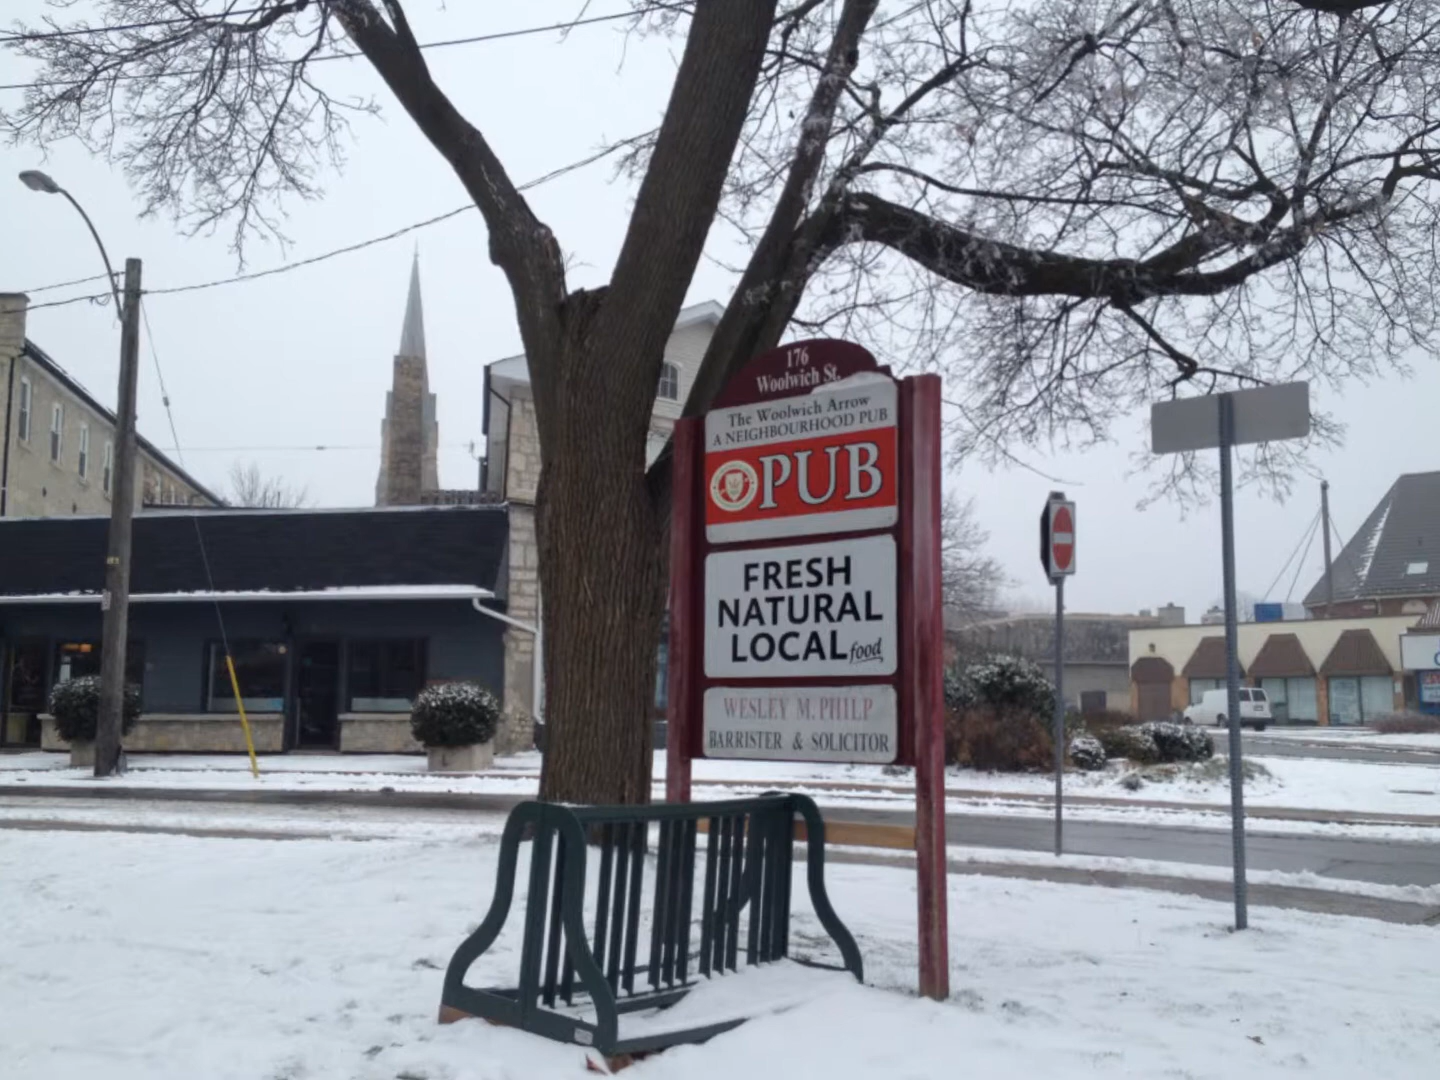 176
Woolwich St.
The Woolwich Arrow
A NEIGHBOURHOOD PUB
PUB
FRESH
NATURAL
LOCAL food
WESLEY M. PHILP
BARRISTER & SOLICITOR